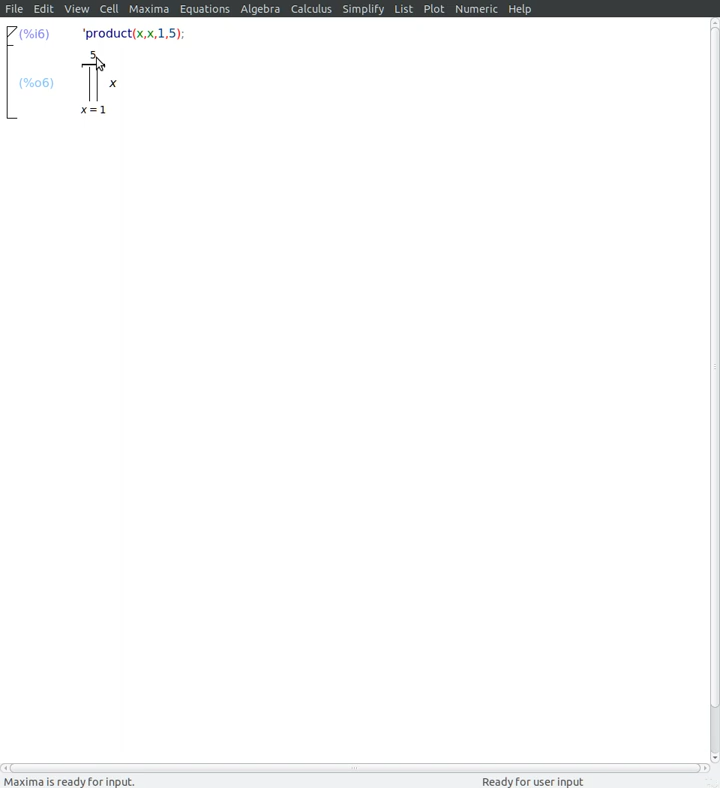 File Edit View Cell Maxima Equations Algebra Calculus Simplify List Plot Numeric Help
(%i6) 'product(x,x,1,5);
5
(%o6) x
x = 1
Maxima is ready for input. Ready for user input